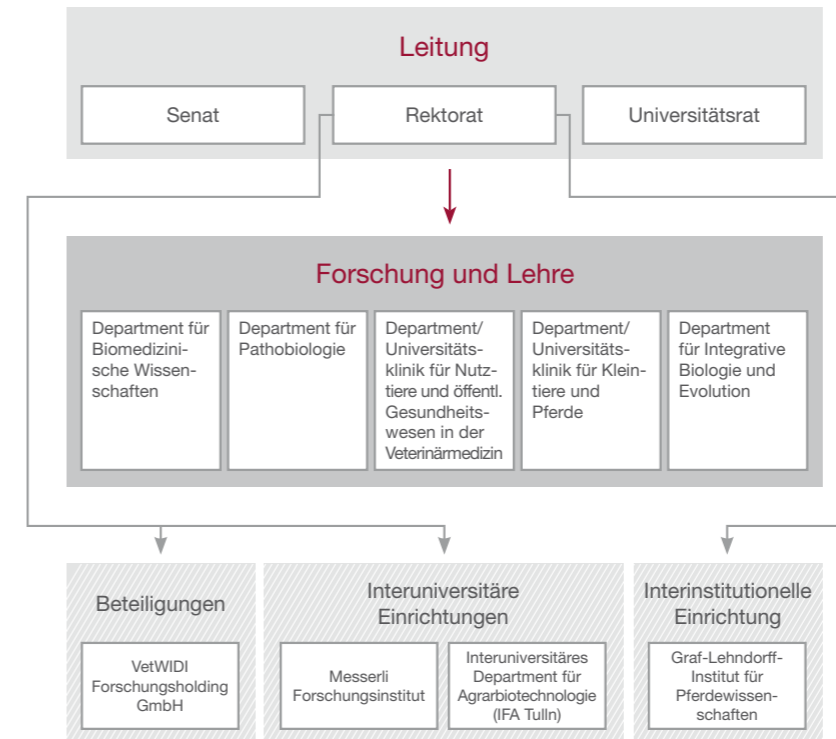 Leitung
Senat
Rektorat
Universitätsrat
Forschung und Lehre
Department für
Biomedizini-
sche Wissen-
schaften
Department für
Pathobiologie
Department/
Universitäts-
klinik für Nutz-
tiere und öffentl.
Gesundheits-
wesen in der
Veterinärmedizin
Department/
Universitäts-
klinik für Klein-
tiere und
Pferde
Department
für Integrative
Biologie und
Evolution
Beteiligungen
VetWIDI
Forschungsholding
GmbH
Interuniversitäre
Einrichtungen
Messerli
Forschungsinstitut
Interuniversitäres
Department für
Agrarbiotechnologie
(IFA Tulln)
Interinstitutionelle
Einrichtung
Graf-Lehndorff-
Institut für
Pferdewissen-
schaften